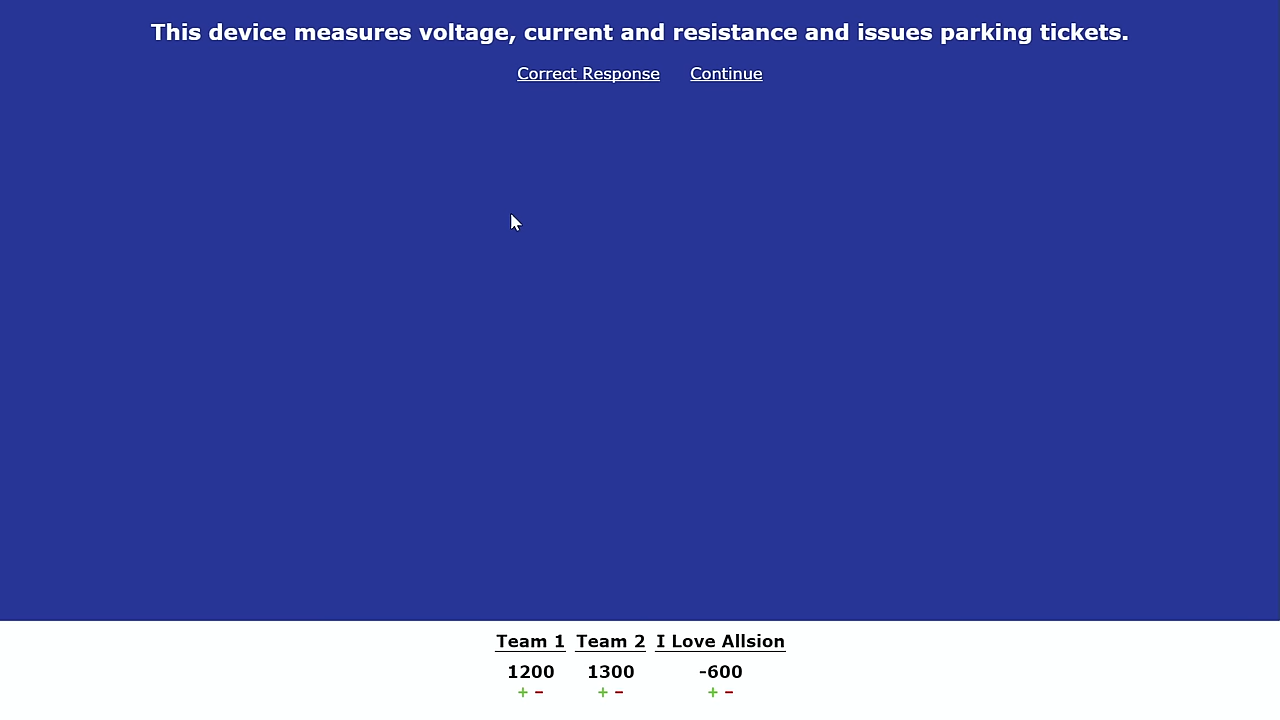 This device measures voltage, current and resistance and issues parking tickets.
Correct Response Continue
Team 1 Team 2 I Love Allsion
1200 1300 -600
+ – + – + –